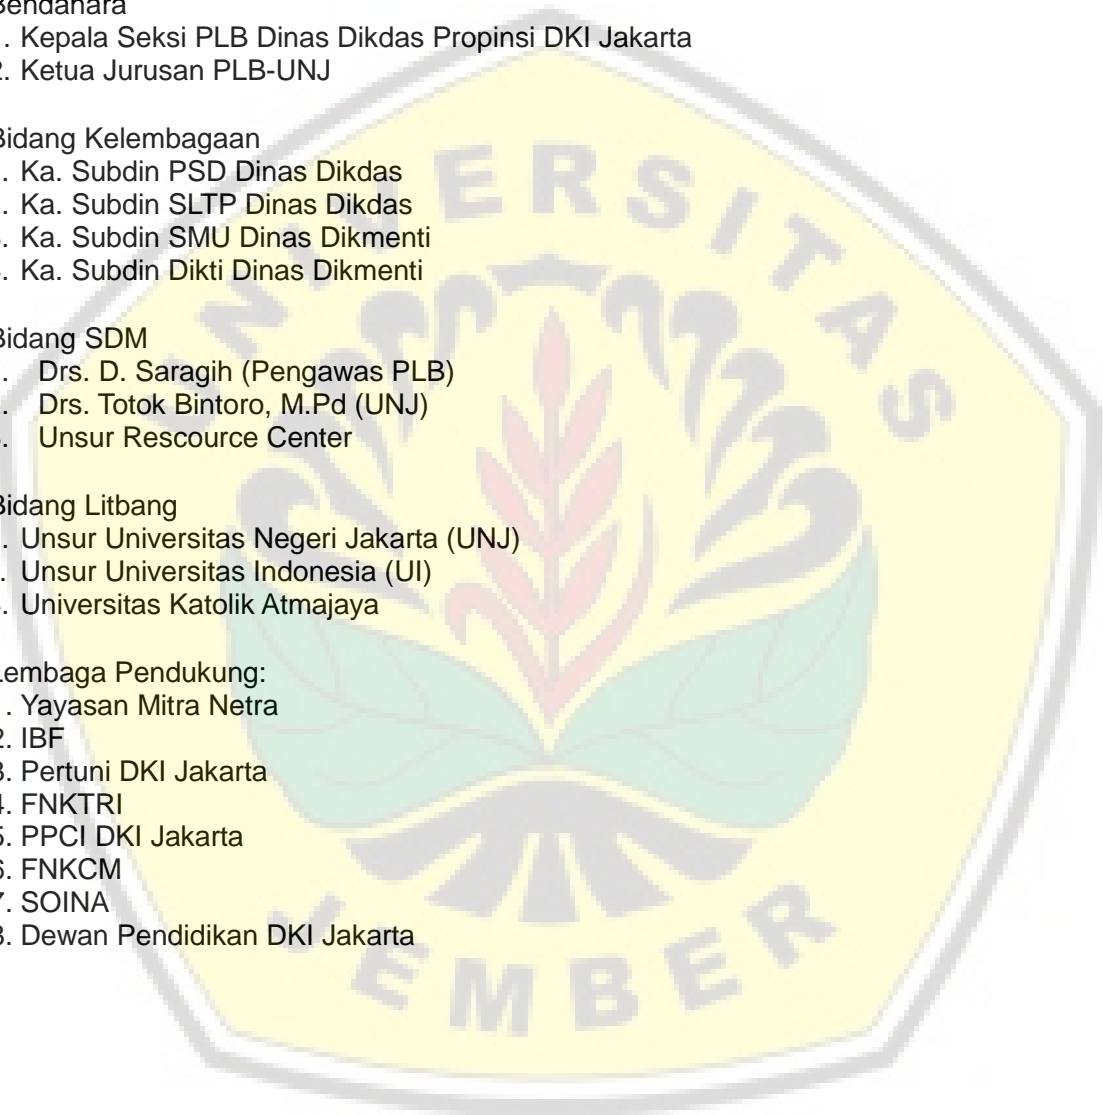 Bendahara
1. Kepala Seksi PLB Dinas Dikdas Propinsi DKI Jakarta
2. Ketua Jurusan PLB-UNJ
Bidang Kelembagaan
. Ka. Subdin PSD Dinas Dikdas
. Ka. Subdin SLTP Dinas Dikdas
. Ka. Subdin SMU Dinas Dikmenti
. Ka. Subdin Dikti Dinas Dikmenti
Bidang SDM
. Drs. D. Saragih (Pengawas PLB)
. Drs. Totok Bintoro, M.Pd (UNJ)
. Unsur Rescource Center
Bidang Litbang
. Unsur Universitas Negeri Jakarta (UNJ)
. Unsur Universitas Indonesia (UI)
. Universitas Katolik Atmajaya
Lembaga Pendukung:
1. Yayasan Mitra Netra
2. IBF
3. Pertuni DKI Jakarta
4. FNKTRI
5. PPCI DKI Jakarta
6. FNKCM
7. SOINA
8. Dewan Pendidikan DKI Jakarta
UNIVERSITAS
JEMBER